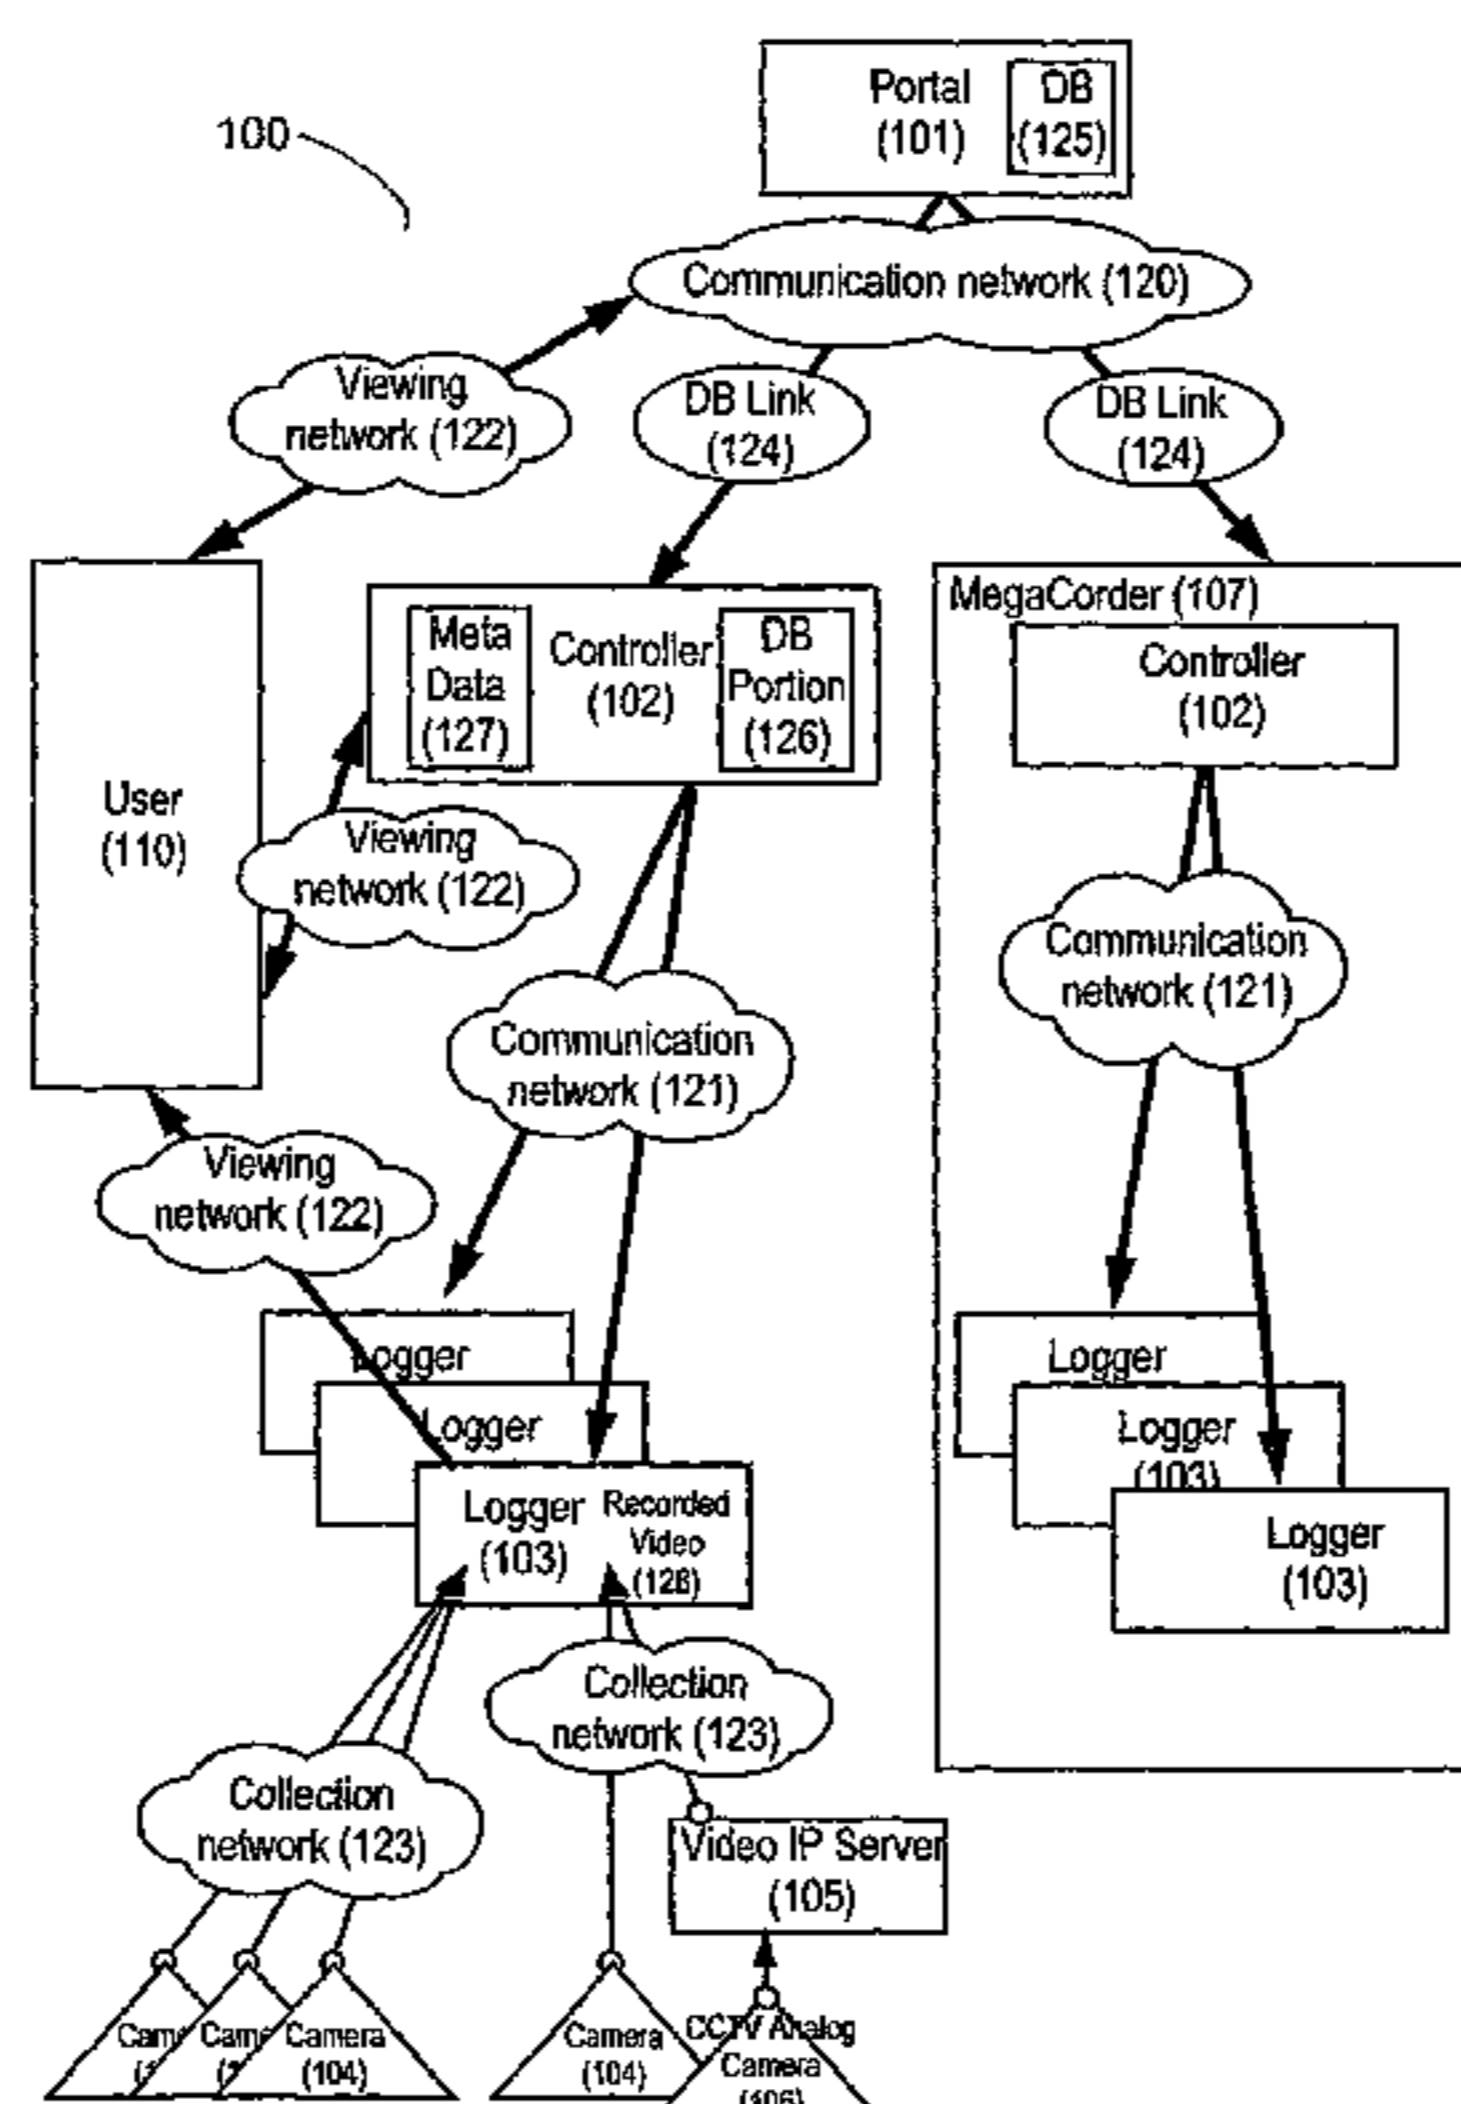 100
Portal
(101)
DB
(125)
Communication network (120)
Viewing
network (122)
DB Link
(124)
DB Link
(124)
User
(110)
Meta
Data
(127)
Controller
(102)
DB
Portion
(126)
MegaCorder (107)
Controller
(102)
Viewing
network (122)
Communication
network (121)
Communication
network (121)
Viewing
network (122)
Logger
Logger
Logger
(103)
Recorded
Video
(128)
Logger
Logger
(103)
Logger
(103)
Collection
network (123)
Collection
network (123)
Video IP Server
(105)
Camera
(104)
Camera
(104)
CCTV Analog
Camera
(106)